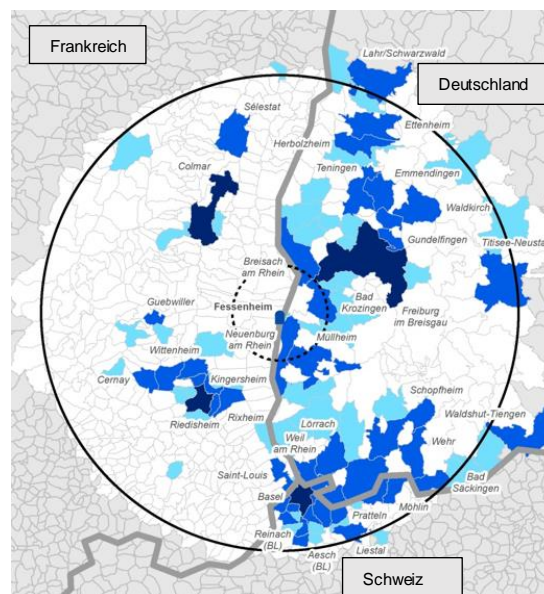 Frankreich
Lahr/Schwarzwald
Deutschland
Sélestat
Ettenheim
Herbolzheim
Colmar
Teningen
Emmendingen
Waldkirch
Gundelfingen
Titisee-Neusta
Breisach
am Rhein
Guebwiller
Fessenheim
Bad
Krozingen
Freiburg
im Breisgau
Neuenburg
am Rhein
Müllheim
Wittenheim
Cernay
Kingersheim
Schopfheim
Riedisheim
Rixheim
Lörrach
Waldshut-Tiengen
Weil
am Rhein
Wehr
Saint-Louis
Bad
Säckingen
Basel
Möhlin
Pratteln
Reinach
(BL)
Liestal
Aesch
(BL)
Schweiz